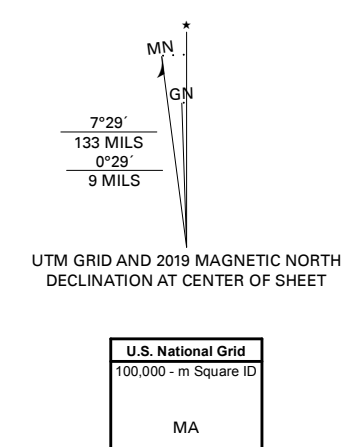 ★
MN
GN
7°29´
133 MILS
0°29´
9 MILS
UTM GRID AND 2019 MAGNETIC NORTH
DECLINATION AT CENTER OF SHEET
U.S. National Grid
100,000 - m Square ID
MA